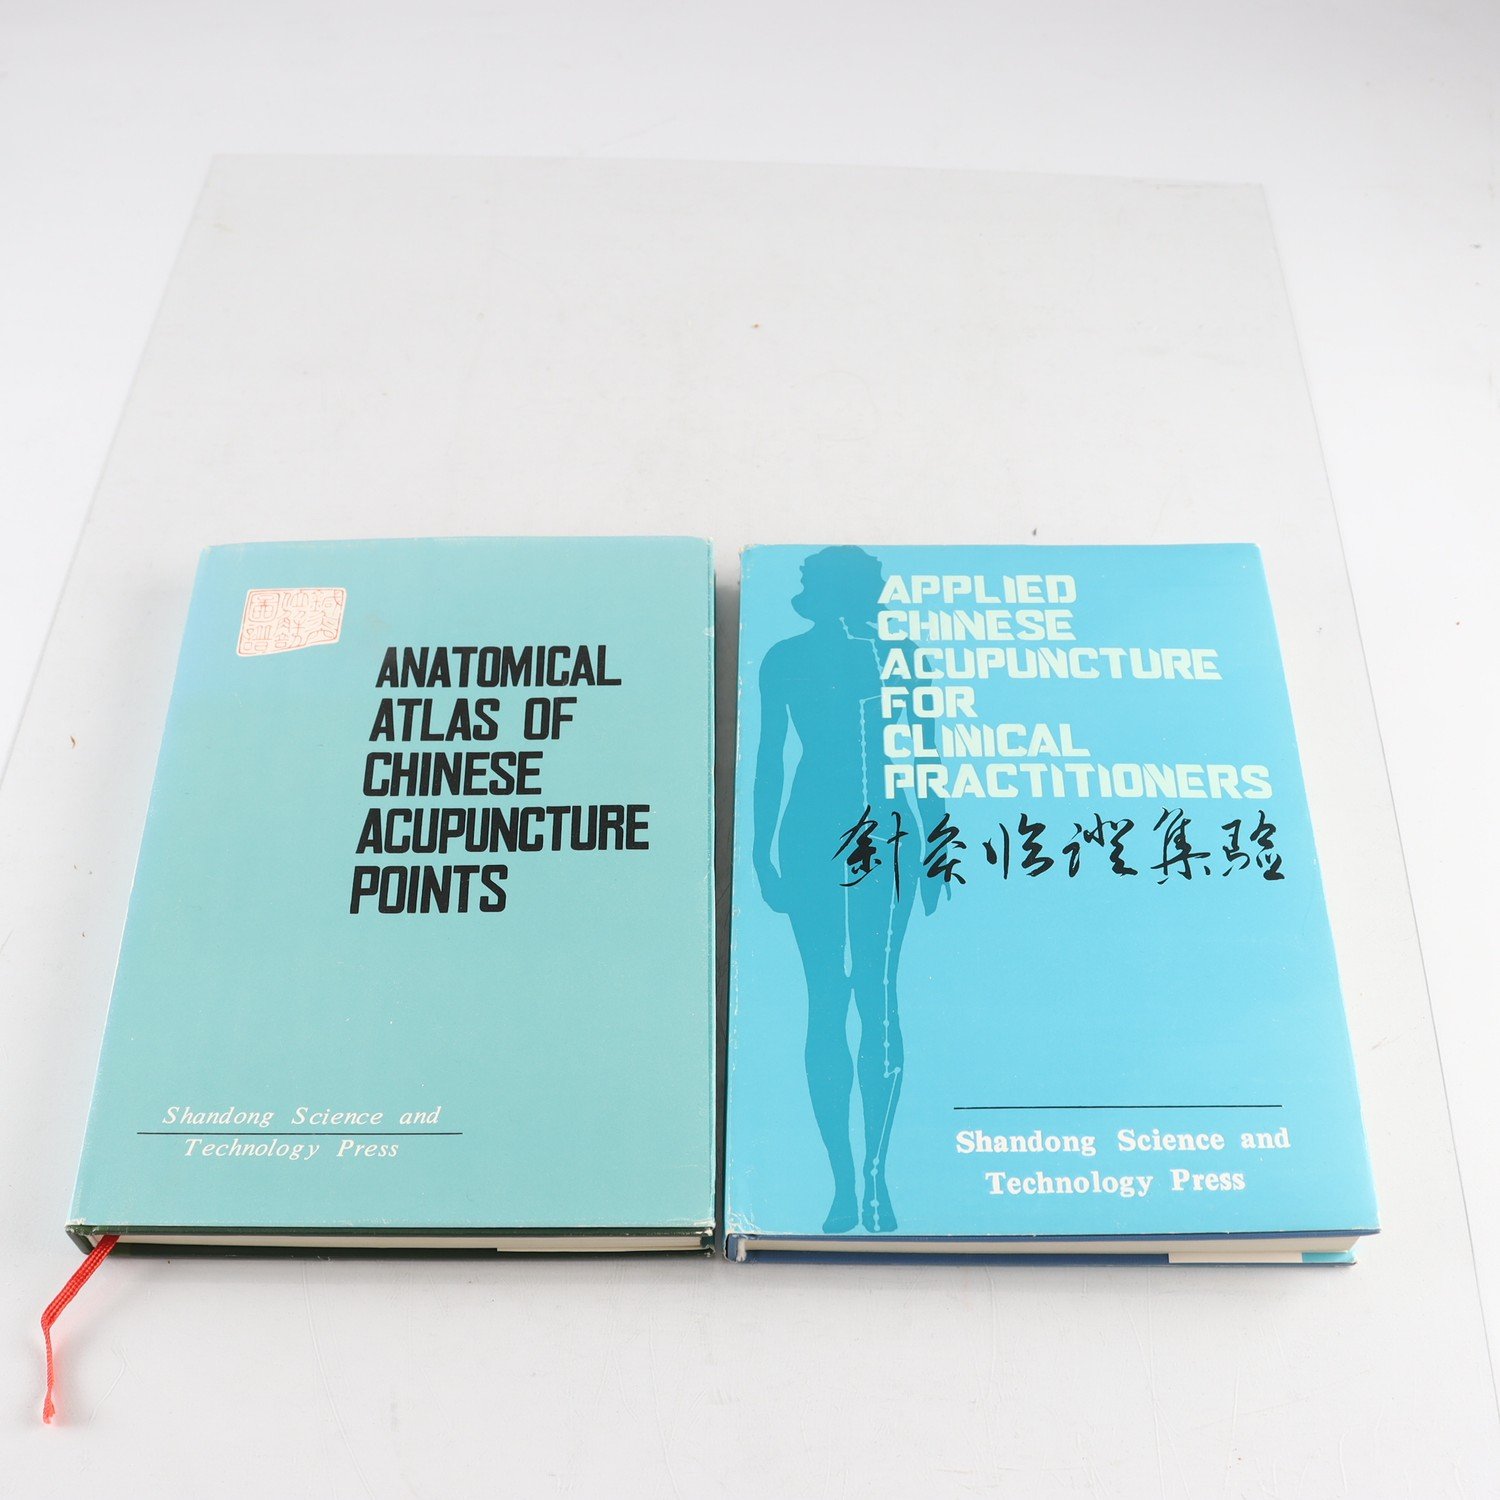 ANATOMICAL
ATLAS OF
CHINESE
ACUPUNCTURE
POINTS
Shandong Science and
Technology Press
APPLIED
CHINESE
ACUPUNCTURE
FOR
CLINICAL
PRACTITIONERS
針灸临證集验
Shandong Science and
Technology Press